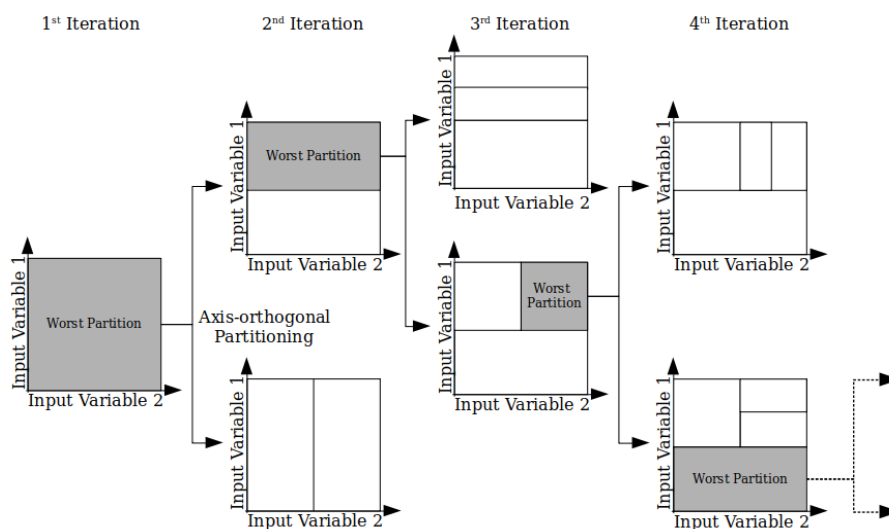 1st Iteration
2nd Iteration
3rd Iteration
4th Iteration
Input Variable 1
Worst Partition
Input Variable 2
Input Variable 1
Worst Partition
Input Variable 2
Axis-orthogonal
Partitioning
Input Variable 1
Input Variable 2
Input Variable 1
Input Variable 2
Input Variable 1
Worst
Partition
Input Variable 2
Input Variable 1
Input Variable 2
Input Variable 1
Worst Partition
Input Variable 2